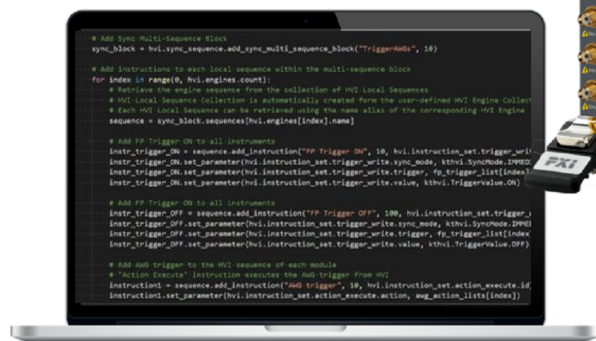 # Add Sync Multi-Sequence Block
sync_block = hvi.sync_sequence.add_sync_multi_sequence_block("TriggerAWGs", 10)
# Add instructions to each local sequence within the multi-sequence block
for index in range(0, hvi.engines.count):
# Retrieve the engine sequence from the collection of HVI Local Sequences
# HVI Local Sequence Collection is automatically created form the user-defined HVI Engine Collect
# Each HVI Local Sequence can be retrieved using the name alias of the corresponding HVI Engine
sequence = sync_block.sequences[hvi.engines[index].name]
# Add FP Trigger ON to all instruments
instr_trigger_ON = sequence.add_instruction("FP Trigger ON", 10, hvi.instruction_set.trigger_writ
instr_trigger_ON.set_parameter(hvi.instruction_set.trigger_write.sync_mode, kthvi.SyncMode.IMMEDI
instr_trigger_ON.set_parameter(hvi.instruction_set.trigger_write.trigger, fp_trigger_list[index]
instr_trigger_ON.set_parameter(hvi.instruction_set.trigger_write.value, kthvi.TriggerValue.ON)
# Add FP Trigger ON to all instruments
instr_trigger_OFF = sequence.add_instruction("FP Trigger OFF", 100, hvi.instruction_set.trigger_
instr_trigger_OFF.set_parameter(hvi.instruction_set.trigger_write.sync_mode, kthvi.SyncMode.IMME
instr_trigger_OFF.set_parameter(hvi.instruction_set.trigger_write.trigger, fp_trigger_list[index
instr_trigger_OFF.set_parameter(hvi.instruction_set.trigger_write.value, kthvi.TriggerValue.OFF)
# Add AWG trigger to the HVI sequence of each module
# "Action Execute" instruction executes the AWG trigger from HVI
instruction1 = sequence.add_instruction("AWG trigger", 10, hvi.instruction_set.action_execute.id
instruction1.set_parameter(hvi.instruction_set.action_execute.action, awg_action_lists[index])
PXI